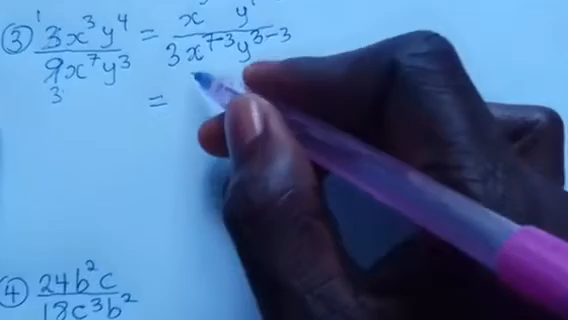 ③ 3x³y⁴ / 9x⁷y³ = x y / 3x⁷⁻³y³⁻³
1
3
=
④ 24b²c / 18c³b²